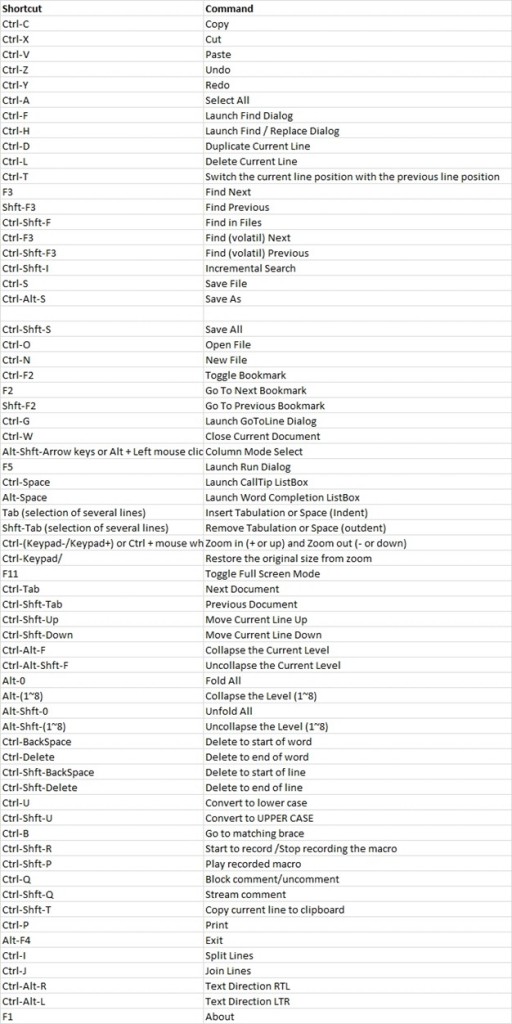 Shortcut Command
Ctrl-C Copy
Ctrl-X Cut
Ctrl-V Paste
Ctrl-Z Undo
Ctrl-Y Redo
Ctrl-A Select All
Ctrl-F Launch Find Dialog
Ctrl-H Launch Find / Replace Dialog
Ctrl-D Duplicate Current Line
Ctrl-L Delete Current Line
Ctrl-T Switch the current line position with the previous line position
F3 Find Next
Shft-F3 Find Previous
Ctrl-Shft-F Find in Files
Ctrl-F3 Find (volatil) Next
Ctrl-Shft-F3 Find (volatil) Previous
Ctrl-Shft-I Incremental Search
Ctrl-S Save File
Ctrl-Alt-S Save As
Ctrl-Shft-S Save All
Ctrl-O Open File
Ctrl-N New File
Ctrl-F2 Toggle Bookmark
F2 Go To Next Bookmark
Shft-F2 Go To Previous Bookmark
Ctrl-G Launch GoToLine Dialog
Ctrl-W Close Current Document
Alt-Shft-Arrow keys or Alt + Left mouse clic Column Mode Select
F5 Launch Run Dialog
Ctrl-Space Launch CallTip ListBox
Alt-Space Launch Word Completion ListBox
Tab (selection of several lines) Insert Tabulation or Space (Indent)
Shft-Tab (selection of several lines) Remove Tabulation or Space (outdent)
Ctrl-(Keypad-/Keypad+) or Ctrl + mouse wh Zoom in (+ or up) and Zoom out (- or down)
Ctrl-Keypad/ Restore the original size from zoom
F11 Toggle Full Screen Mode
Ctrl-Tab Next Document
Ctrl-Shft-Tab Previous Document
Ctrl-Shft-Up Move Current Line Up
Ctrl-Shft-Down Move Current Line Down
Ctrl-Alt-F Collapse the Current Level
Ctrl-Alt-Shft-F Uncollapse the Current Level
Alt-0 Fold All
Alt-(1~8) Collapse the Level (1~8)
Alt-Shft-0 Unfold All
Alt-Shft-(1~8) Uncollapse the Level (1~8)
Ctrl-BackSpace Delete to start of word
Ctrl-Delete Delete to end of word
Ctrl-Shft-BackSpace Delete to start of line
Ctrl-Shft-Delete Delete to end of line
Ctrl-U Convert to lower case
Ctrl-Shft-U Convert to UPPER CASE
Ctrl-B Go to matching brace
Ctrl-Shft-R Start to record /Stop recording the macro
Ctrl-Shft-P Play recorded macro
Ctrl-Q Block comment/uncomment
Ctrl-Shft-Q Stream comment
Ctrl-Shft-T Copy current line to clipboard
Ctrl-P Print
Alt-F4 Exit
Ctrl-I Split Lines
Ctrl-J Join Lines
Ctrl-Alt-R Text Direction RTL
Ctrl-Alt-L Text Direction LTR
F1 About